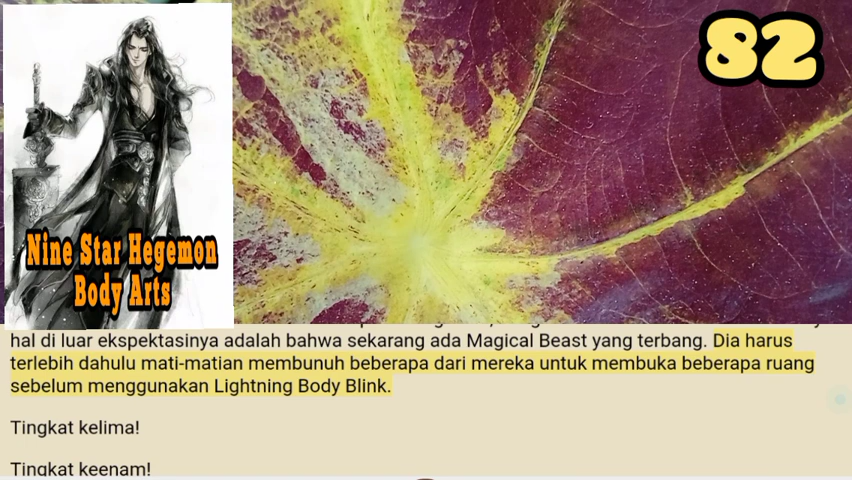 82
Nine Star Hegemon
Body Arts
hal di luar ekspektasinya adalah bahwa sekarang ada Magical Beast yang terbang. Dia harus
terlebih dahulu mati-matian membunuh beberapa dari mereka untuk membuka beberapa ruang
sebelum menggunakan Lightning Body Blink.
Tingkat kelima!
Tingkat keenam!